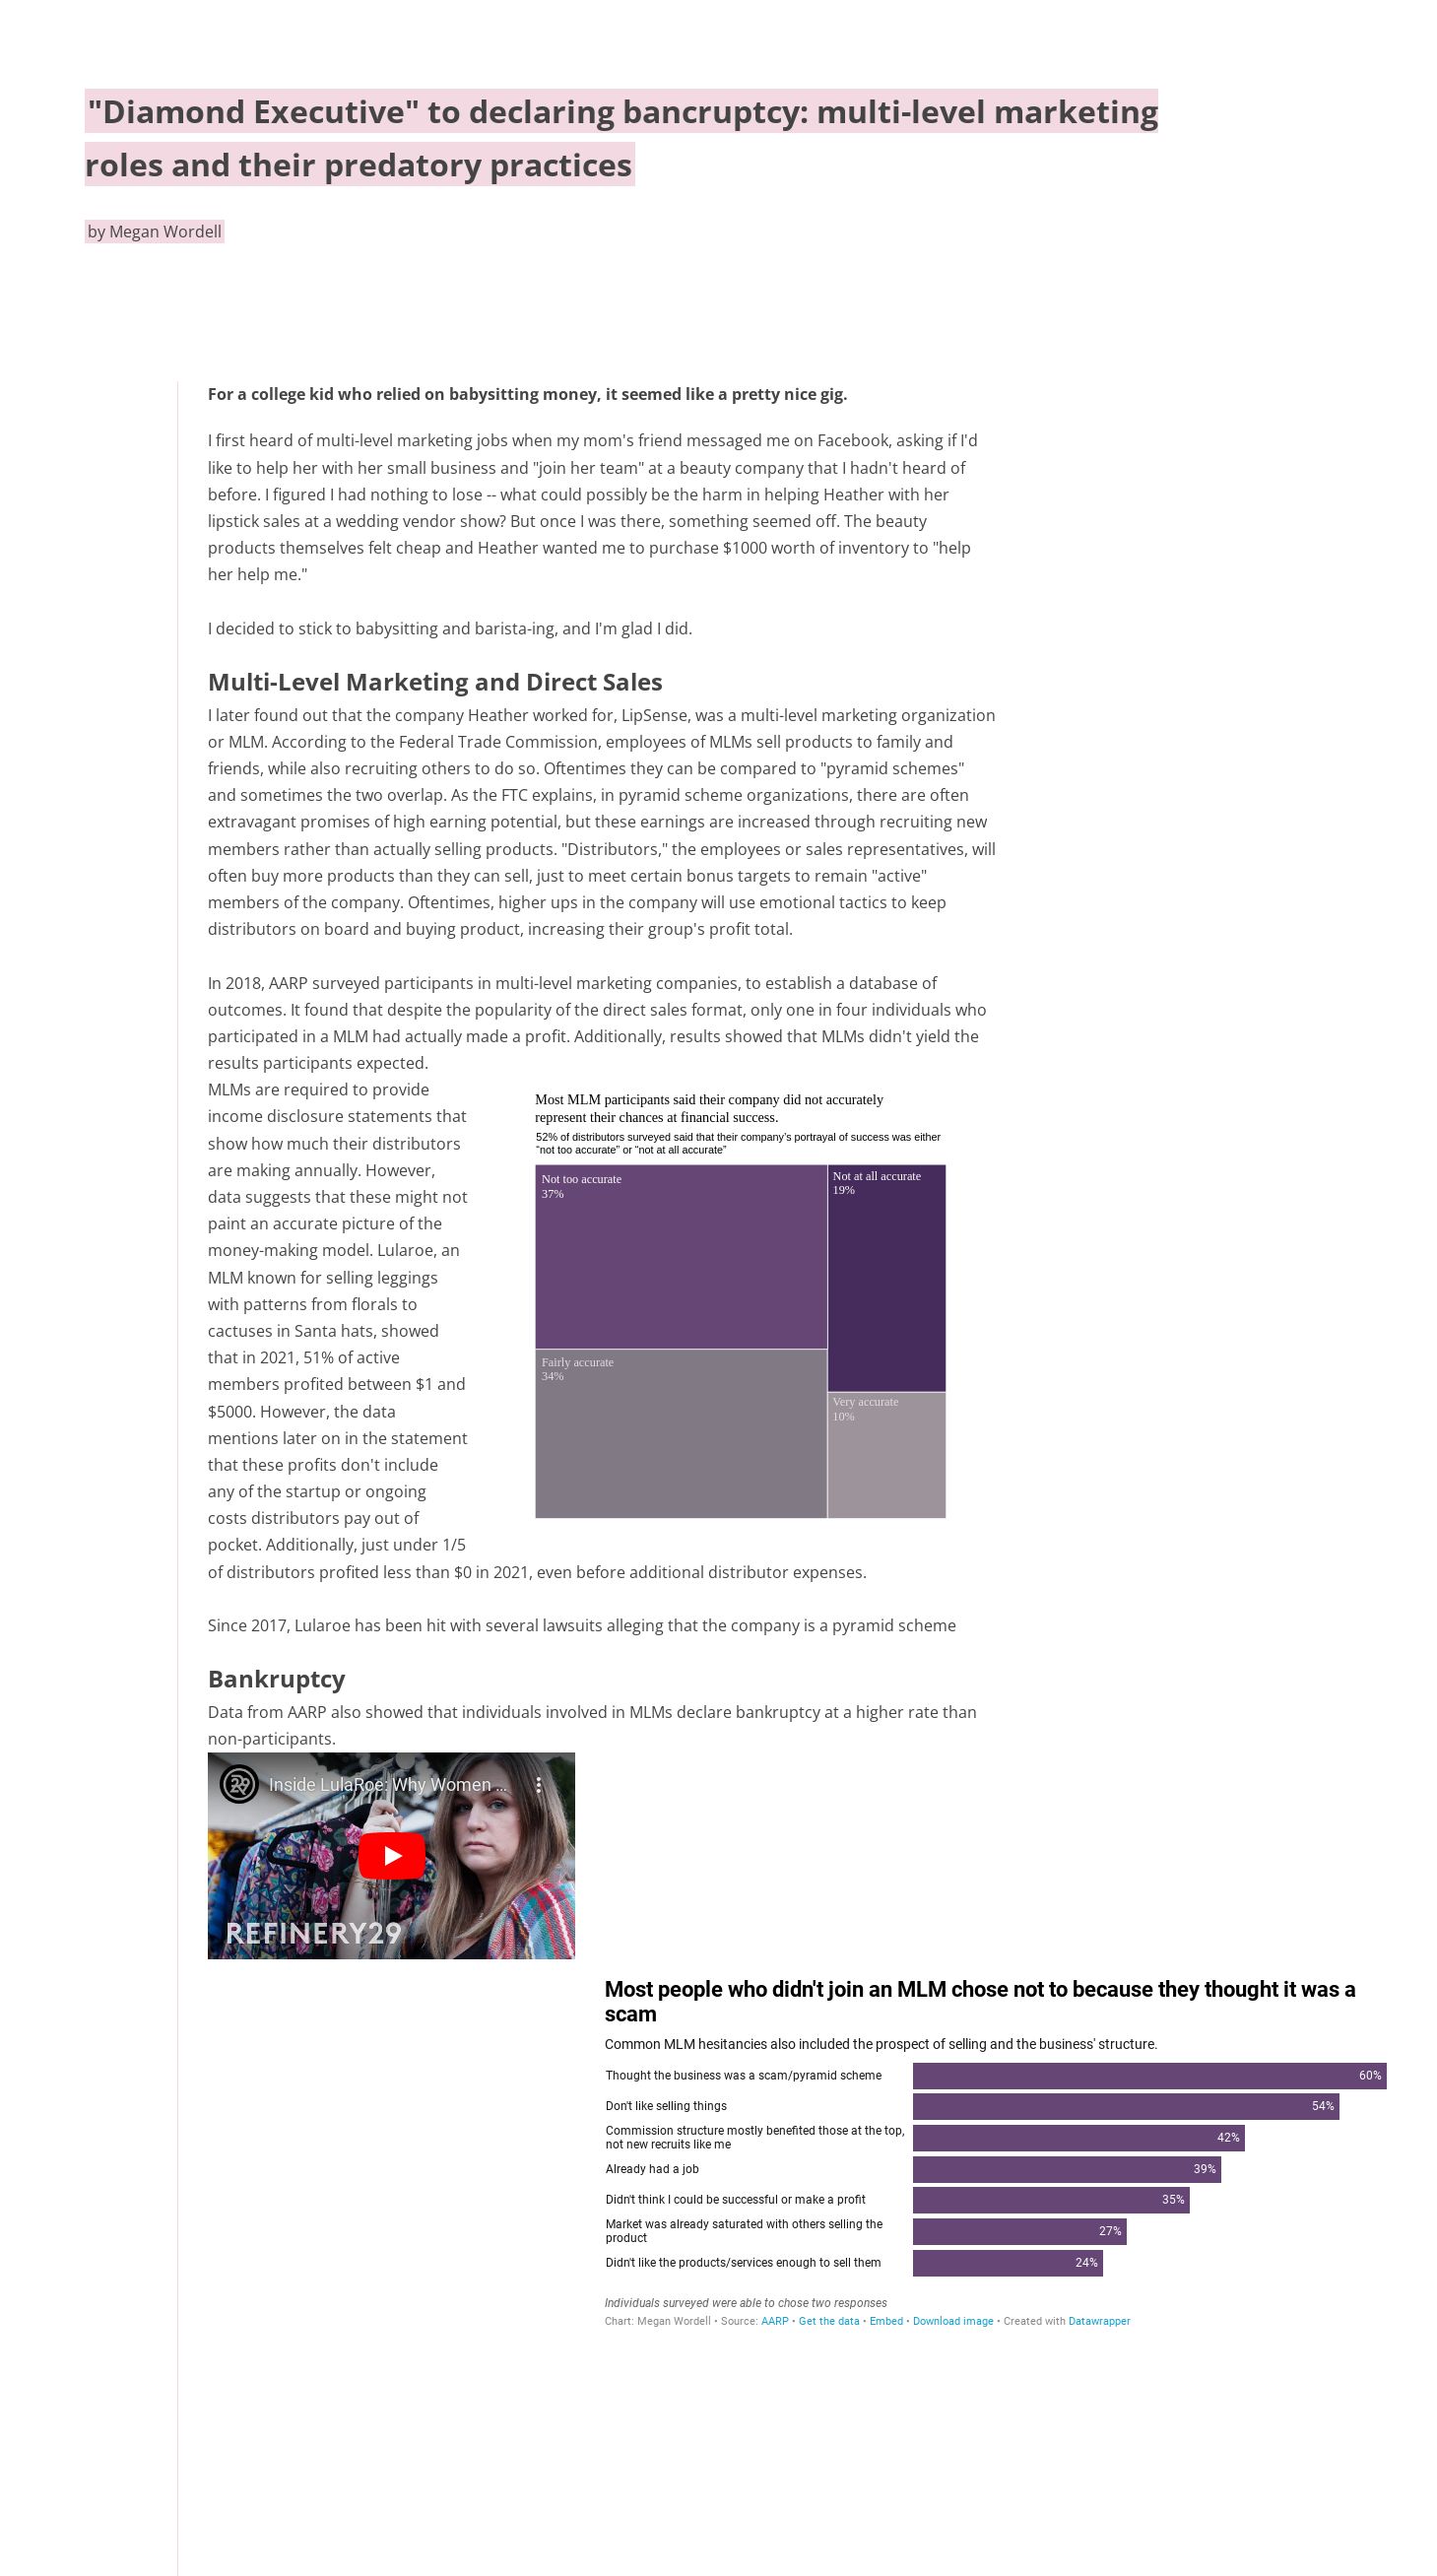 "Diamond Executive" to declaring bancruptcy: multi-level marketing
roles and their predatory practices
by Megan Wordell
For a college kid who relied on babysitting money, it seemed like a pretty nice gig.
I first heard of multi-level marketing jobs when my mom's friend messaged me on Facebook, asking if I'd
like to help her with her small business and "join her team" at a beauty company that I hadn't heard of
before. I figured I had nothing to lose -- what could possibly be the harm in helping Heather with her
lipstick sales at a wedding vendor show? But once I was there, something seemed off. The beauty
products themselves felt cheap and Heather wanted me to purchase $1000 worth of inventory to "help
her help me."
I decided to stick to babysitting and barista-ing, and I'm glad I did.
Multi-Level Marketing and Direct Sales
I later found out that the company Heather worked for, LipSense, was a multi-level marketing organization
or MLM. According to the Federal Trade Commission, employees of MLMs sell products to family and
friends, while also recruiting others to do so. Oftentimes they can be compared to "pyramid schemes"
and sometimes the two overlap. As the FTC explains, in pyramid scheme organizations, there are often
extravagant promises of high earning potential, but these earnings are increased through recruiting new
members rather than actually selling products. "Distributors," the employees or sales representatives, will
often buy more products than they can sell, just to meet certain bonus targets to remain "active"
members of the company. Oftentimes, higher ups in the company will use emotional tactics to keep
distributors on board and buying product, increasing their group's profit total.
In 2018, AARP surveyed participants in multi-level marketing companies, to establish a database of
outcomes. It found that despite the popularity of the direct sales format, only one in four individuals who
participated in a MLM had actually made a profit. Additionally, results showed that MLMs didn't yield the
results participants expected.
MLMs are required to provide
income disclosure statements that
show how much their distributors
are making annually. However,
data suggests that these might not
paint an accurate picture of the
money-making model. Lularoe, an
MLM known for selling leggings
with patterns from florals to
cactuses in Santa hats, showed
that in 2021, 51% of active
members profited between $1 and
$5000. However, the data
mentions later on in the statement
that these profits don't include
any of the startup or ongoing
costs distributors pay out of
pocket. Additionally, just under 1/5
of distributors profited less than $0 in 2021, even before additional distributor expenses.
Most MLM participants said their company did not accurately
represent their chances at financial success.
52% of distributors surveyed said that their company's portrayal of success was either
“not too accurate” or “not at all accurate”
Not too accurate
37%
Not at all accurate
19%
Fairly accurate
34%
Very accurate
10%
Since 2017, Lularoe has been hit with several lawsuits alleging that the company is a pyramid scheme
Bankruptcy
Data from AARP also showed that individuals involved in MLMs declare bankruptcy at a higher rate than
non-participants.
29 Inside LulaRoe: Why Women ...
REFINERY29
Most people who didn't join an MLM chose not to because they thought it was a
scam
Common MLM hesitancies also included the prospect of selling and the business' structure.
Thought the business was a scam/pyramid scheme 60%
Don't like selling things 54%
Commission structure mostly benefited those at the top,
not new recruits like me 42%
Already had a job 39%
Didn't think I could be successful or make a profit 35%
Market was already saturated with others selling the
product 27%
Didn't like the products/services enough to sell them 24%
Individuals surveyed were able to chose two responses
Chart: Megan Wordell • Source: AARP • Get the data • Embed • Download image • Created with Datawrapper